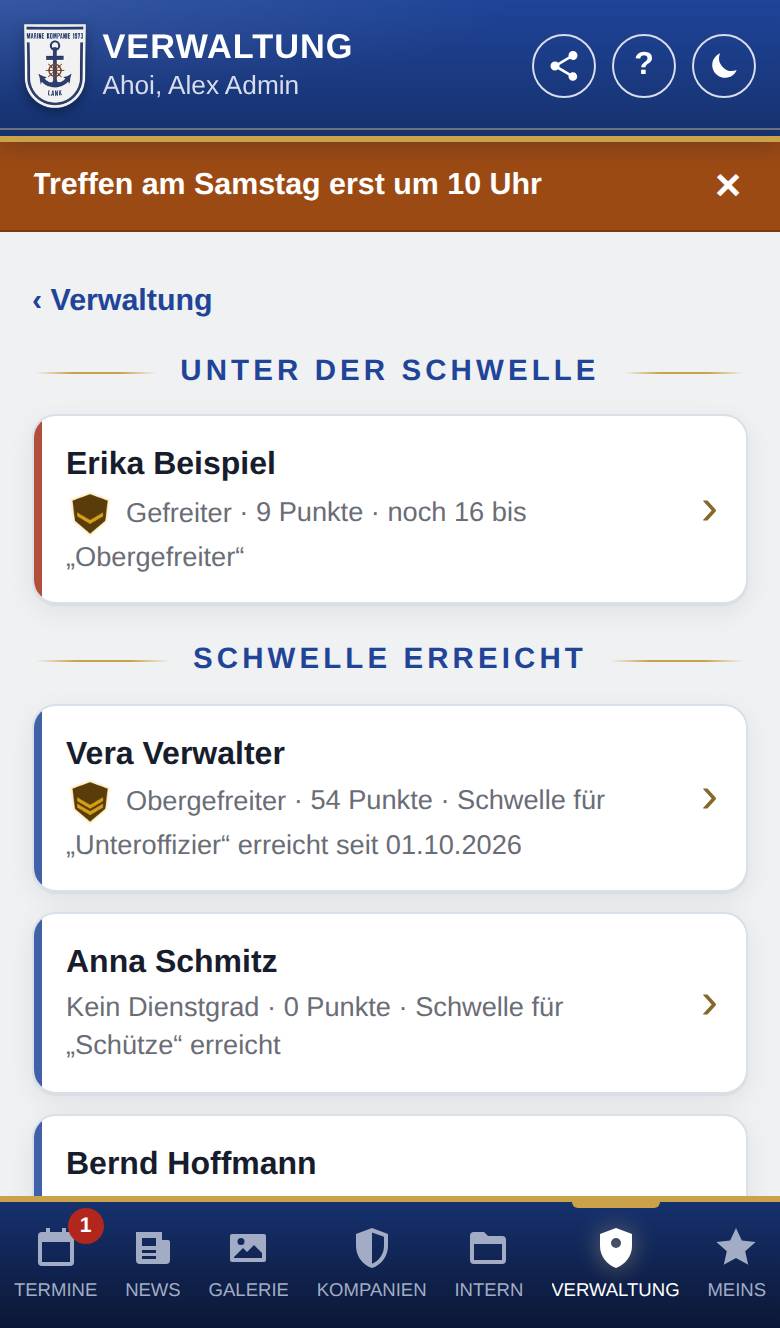 MARINE KOMPANIE 1973
LANK
VERWALTUNG
Ahoi, Alex Admin
?
Treffen am Samstag erst um 10 Uhr
×
‹ Verwaltung
UNTER DER SCHWELLE
Erika Beispiel
Gefreiter · 9 Punkte · noch 16 bis
„Obergefreiter“
›
SCHWELLE ERREICHT
Vera Verwalter
Obergefreiter · 54 Punkte · Schwelle für
„Unteroffizier“ erreicht seit 01.10.2026
›
Anna Schmitz
Kein Dienstgrad · 0 Punkte · Schwelle für
„Schütze“ erreicht
›
Bernd Hoffmann
1
TERMINE NEWS GALERIE KOMPANIEN INTERN VERWALTUNG MEINS